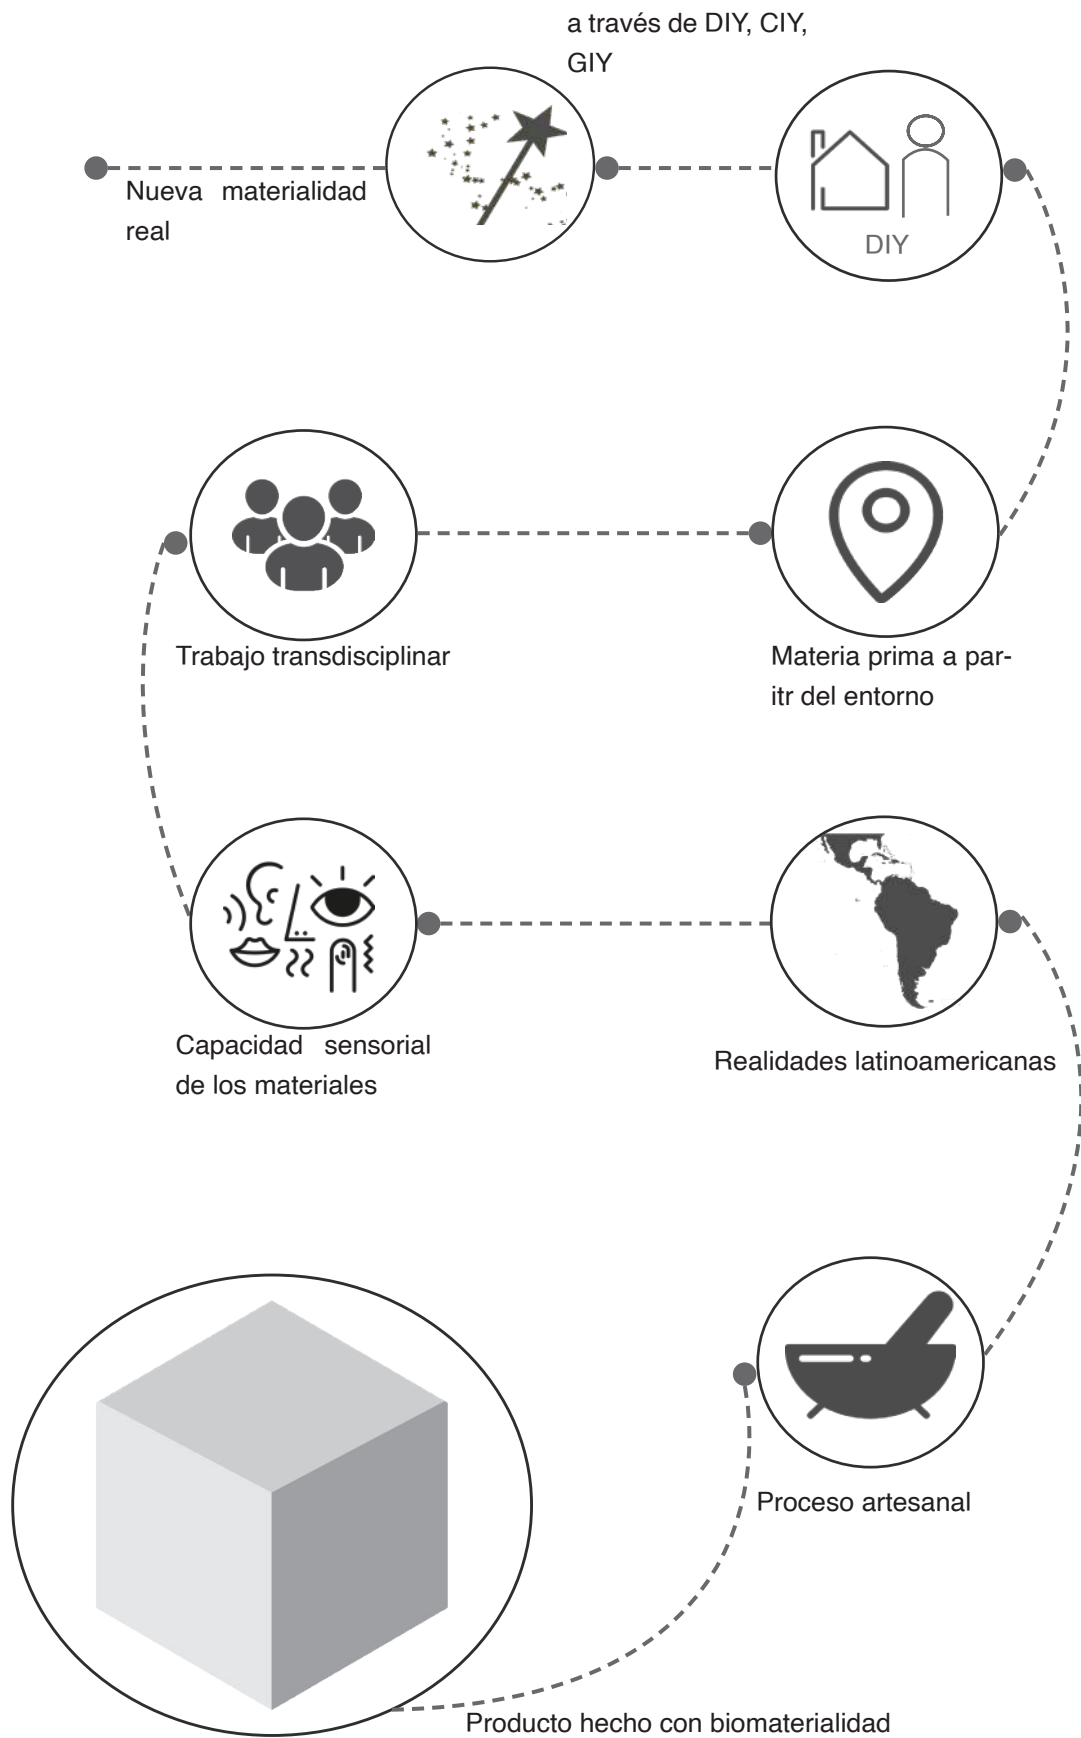 a través de DIY, CIY,
GIY
Nueva materialidad
real
DIY
Trabajo transdisciplinar
Materia prima a par-
itr del entorno
Capacidad sensorial
de los materiales
Realidades latinoamericanas
Proceso artesanal
Producto hecho con biomaterialidad